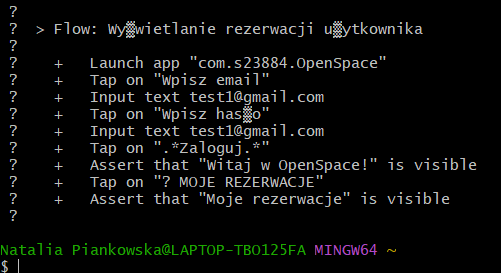 ?
? > Flow: Wy▒wietlanie rezerwacji u▒ytkownika
?
? + Launch app "com.s23884.OpenSpace"
? + Tap on "Wpisz email"
? + Input text test1@gmail.com
? + Tap on "Wpisz has▒o"
? + Input text test1@gmail.com
? + Tap on ".*Zaloguj.*"
? + Assert that "Witaj w OpenSpace!" is visible
? + Tap on "? MOJE REZERWACJE"
? + Assert that "Moje rezerwacje" is visible
?
Natalia Piankowska@LAPTOP-TBO125FA MINGW64 ~
$